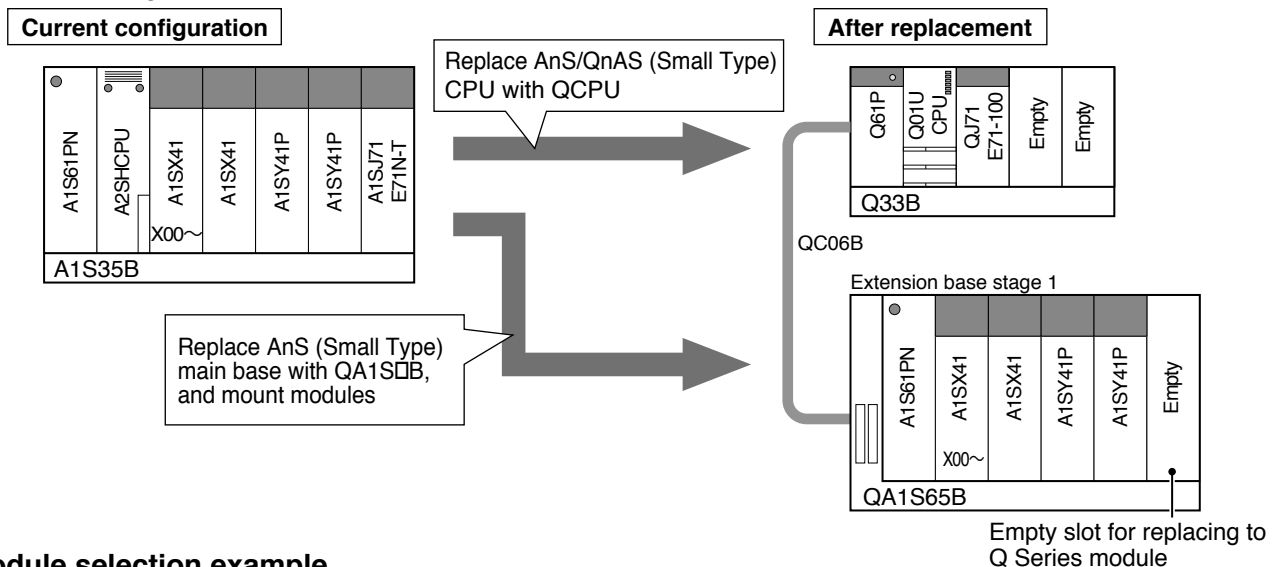 Current configuration
After replacement
Replace AnS/QnAS (Small Type)
CPU with QCPU
A1S61PN
A2SHCPU
A1SX41
X00~
A1SX41
A1SY41P
A1SY41P
A1SJ71
E71N-T
A1S35B
Q61P
Q01U
CPU
QJ71
E71-100
Empty
Empty
Q33B
QC06B
Replace AnS (Small Type)
main base with QA1S□B,
and mount modules
Extension base stage 1
A1S61PN
A1SX41
X00~
A1SX41
A1SY41P
A1SY41P
Empty
QA1S65B
Empty slot for replacing to
Q Series module
odule selection example